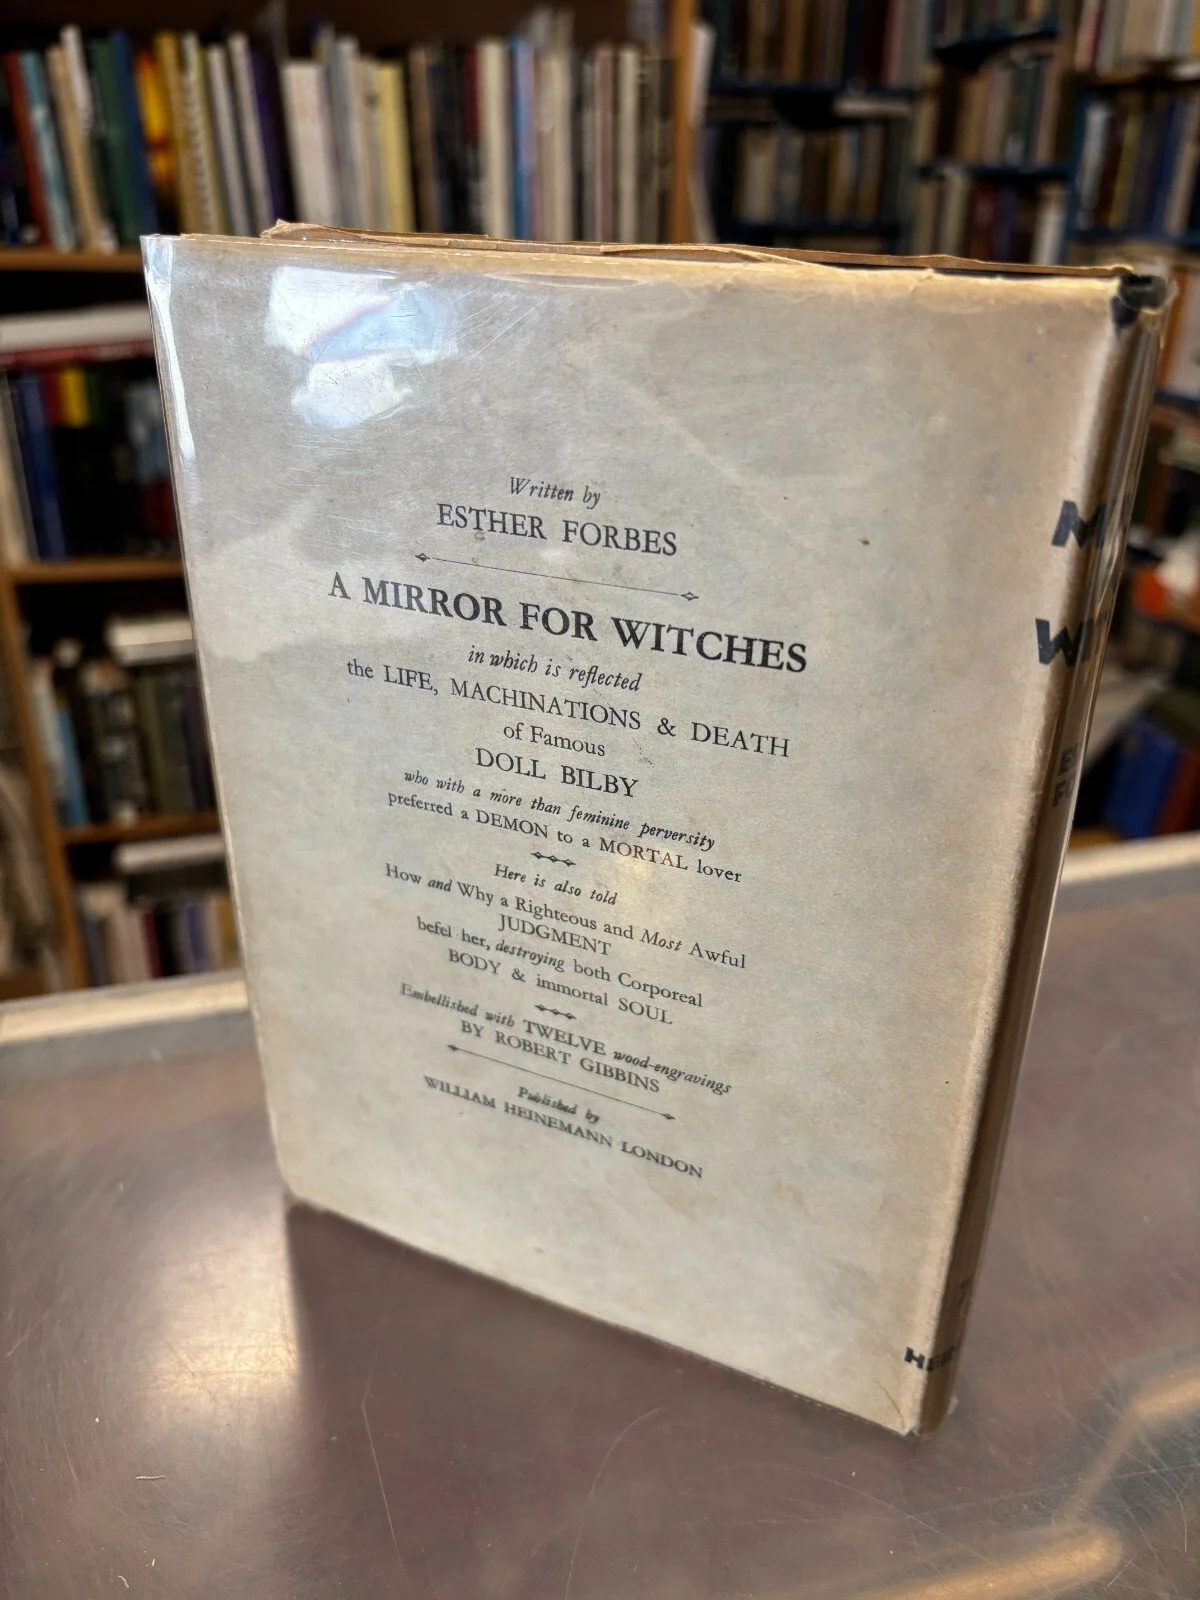 Written by
ESTHER FORBES
A MIRROR FOR WITCHES
in which is reflected
the LIFE, MACHINATIONS & DEATH
of Famous
DOLL BILBY
who with a more than feminine perversity
preferred a DEMON to a MORTAL lover
Here is also told
How and Why a Righteous and Most Awful
JUDGMENT
befel her, destroying both Corporeal
BODY & immortal SOUL
Embellished with TWELVE wood-engravings
BY ROBERT GIBBINS
Published by
WILLIAM HEINEMANN LONDON